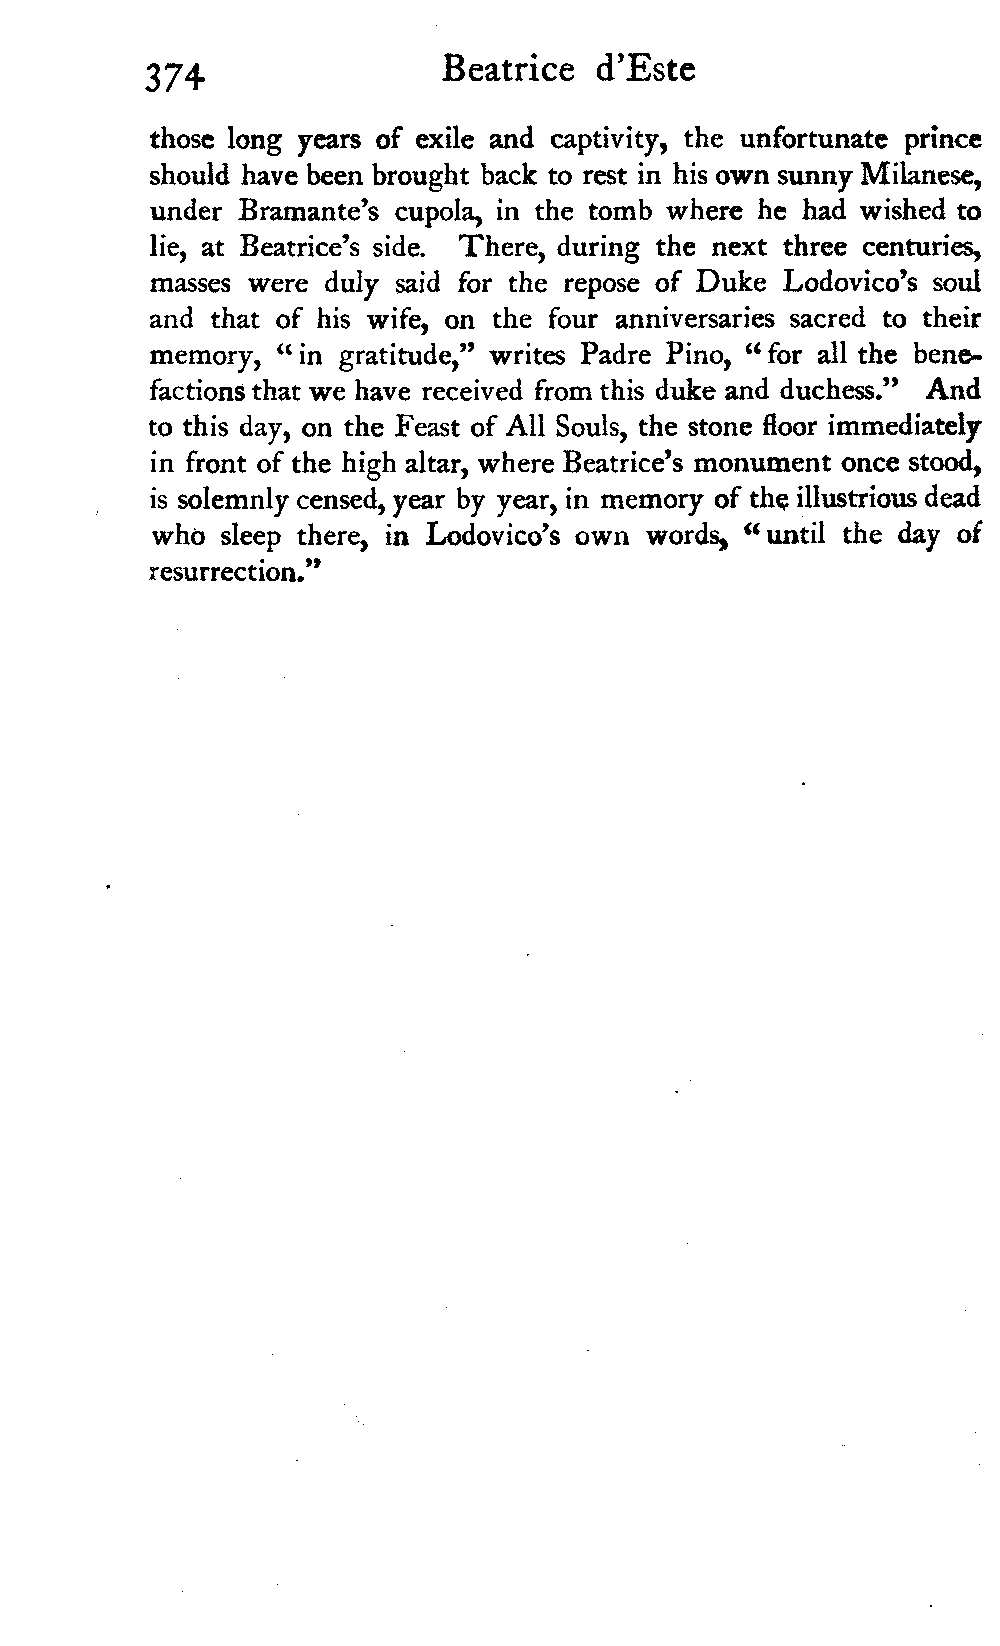 374 Beatrice d'Este
those long years of exile and captivity, the unfortunate prince
should have been brought back to rest in his own sunny Milanese,
under Bramante's cupola, in the tomb where he had wished to
lie, at Beatrice's side. There, during the next three centuries,
masses were duly said for the repose of Duke Lodovico's soul
and that of his wife, on the four anniversaries sacred to their
memory, "in gratitude," writes Padre Pino, "for all the bene-
factions that we have received from this duke and duchess." And
to this day, on the Feast of All Souls, the stone floor immediately
in front of the high altar, where Beatrice's monument once stood,
is solemnly censed, year by year, in memory of the illustrious dead
who sleep there, in Lodovico's own words, "until the day of
resurrection."